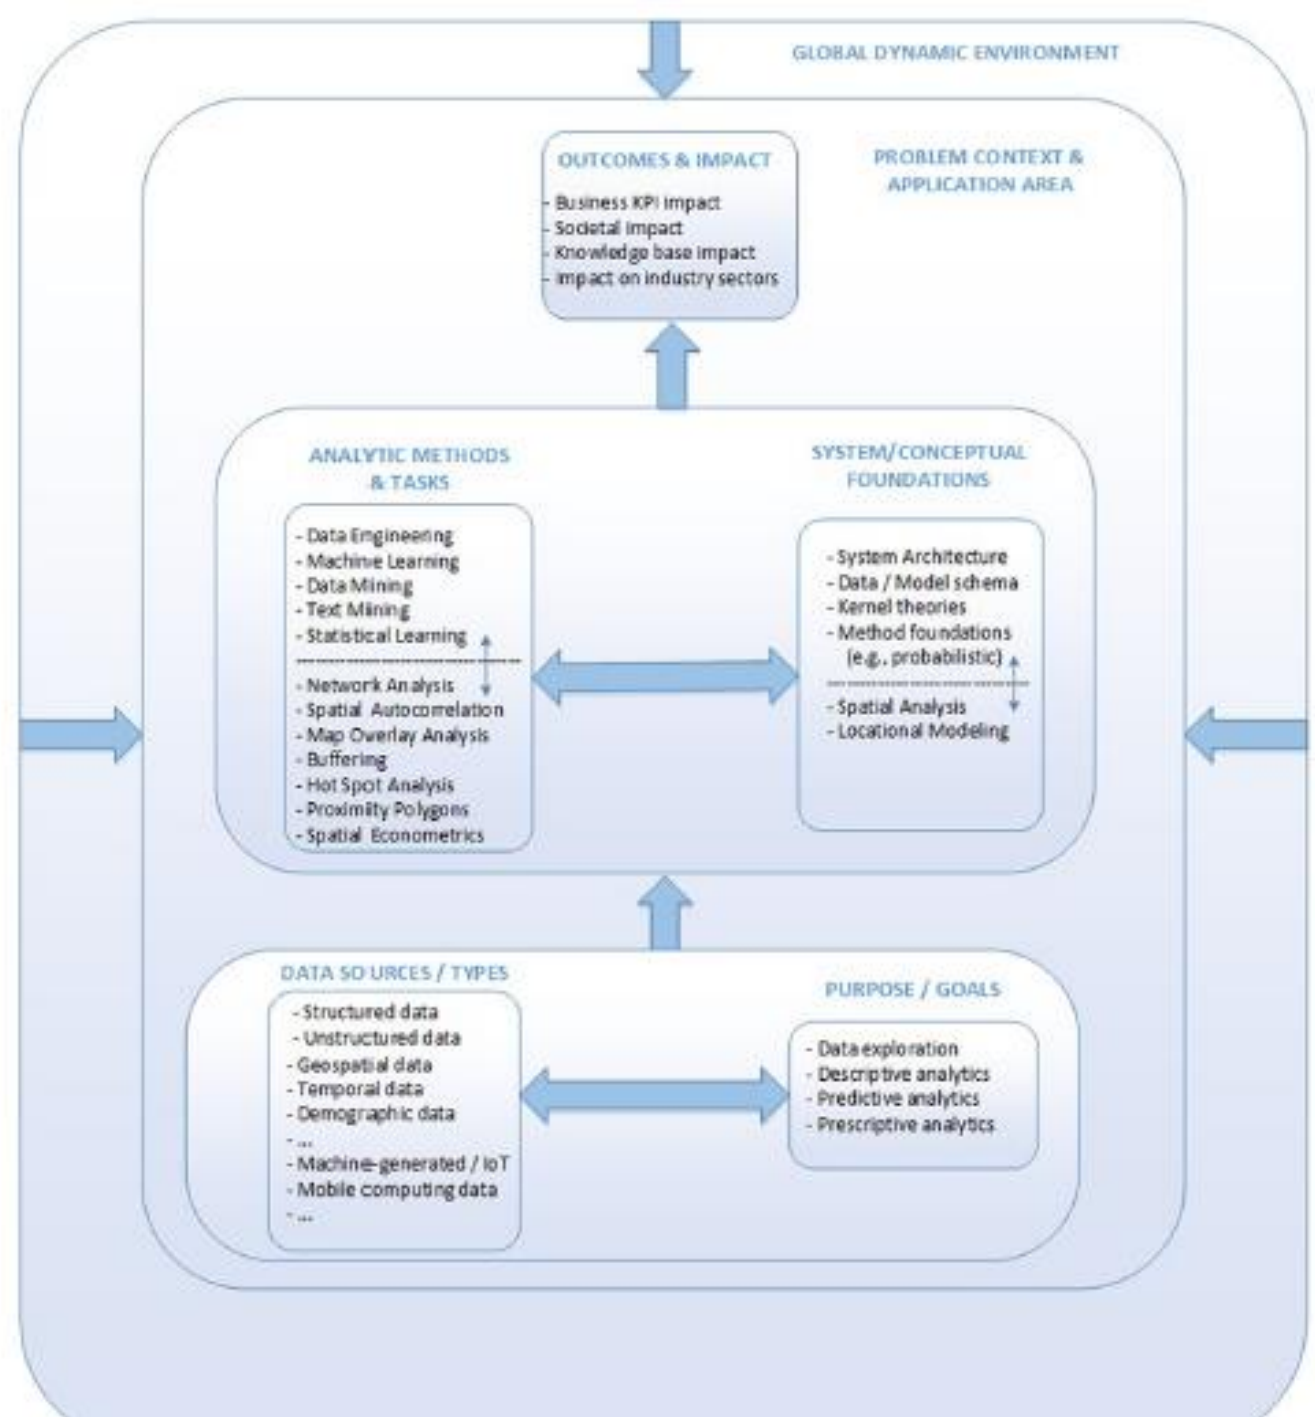 GLOBAL DYNAMIC ENVIRONMENT
PROBLEM CONTEXT &
APPLICATION AREA
OUTCOMES & IMPACT
- Business KPI impact
- Societal impact
- Knowledge base impact
- Impact on industry sectors
ANALYTIC METHODS
& TASKS
- Data Engineering
- Machine Learning
- Data Mining
- Text Mining
- Statistical Learning
- Network Analysis
- Spatial Autocorrelation
- Map Overlay Analysis
- Buffering
- Hot Spot Analysis
- Proximity Polygons
- Spatial Econometrics
SYSTEM/CONCEPTUAL
FOUNDATIONS
- System Architecture
- Data / Model schema
- Kernel theories
- Method foundations
(e.g., probabilistic)
- Spatial Analysis
- Locational Modeling
DATA SOURCES / TYPES
- Structured data
- Unstructured data
- Geospatial data
- Temporal data
- Demographic data
- ...
- Machine-generated / IoT
- Mobile computing data
- ...
PURPOSE / GOALS
- Data exploration
- Descriptive analytics
- Predictive analytics
- Prescriptive analytics